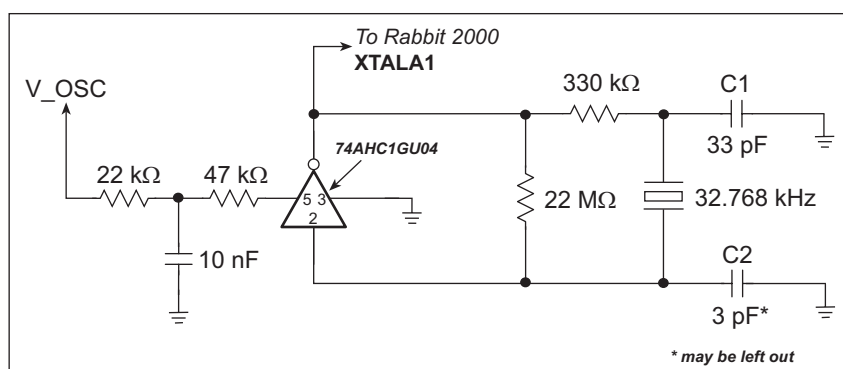 To Rabbit 2000
XTALA1
V_OSC
330 kΩ
C1
33 pF
74AHC1GU04
22 kΩ
47 kΩ
5 3
2
22 MΩ
32.768 kHz
10 nF
C2
3 pF*
* may be left out